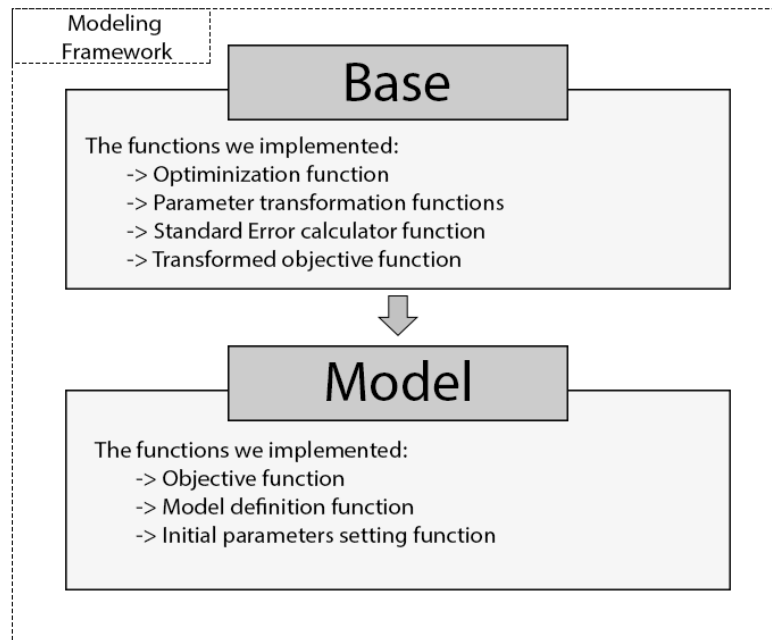 Modeling
Framework
Base
The functions we implemented:
-> Optiminization function
-> Parameter transformation functions
-> Standard Error calculator function
-> Transformed objective function
Model
The functions we implemented:
-> Objective function
-> Model definition function
-> Initial parameters setting function